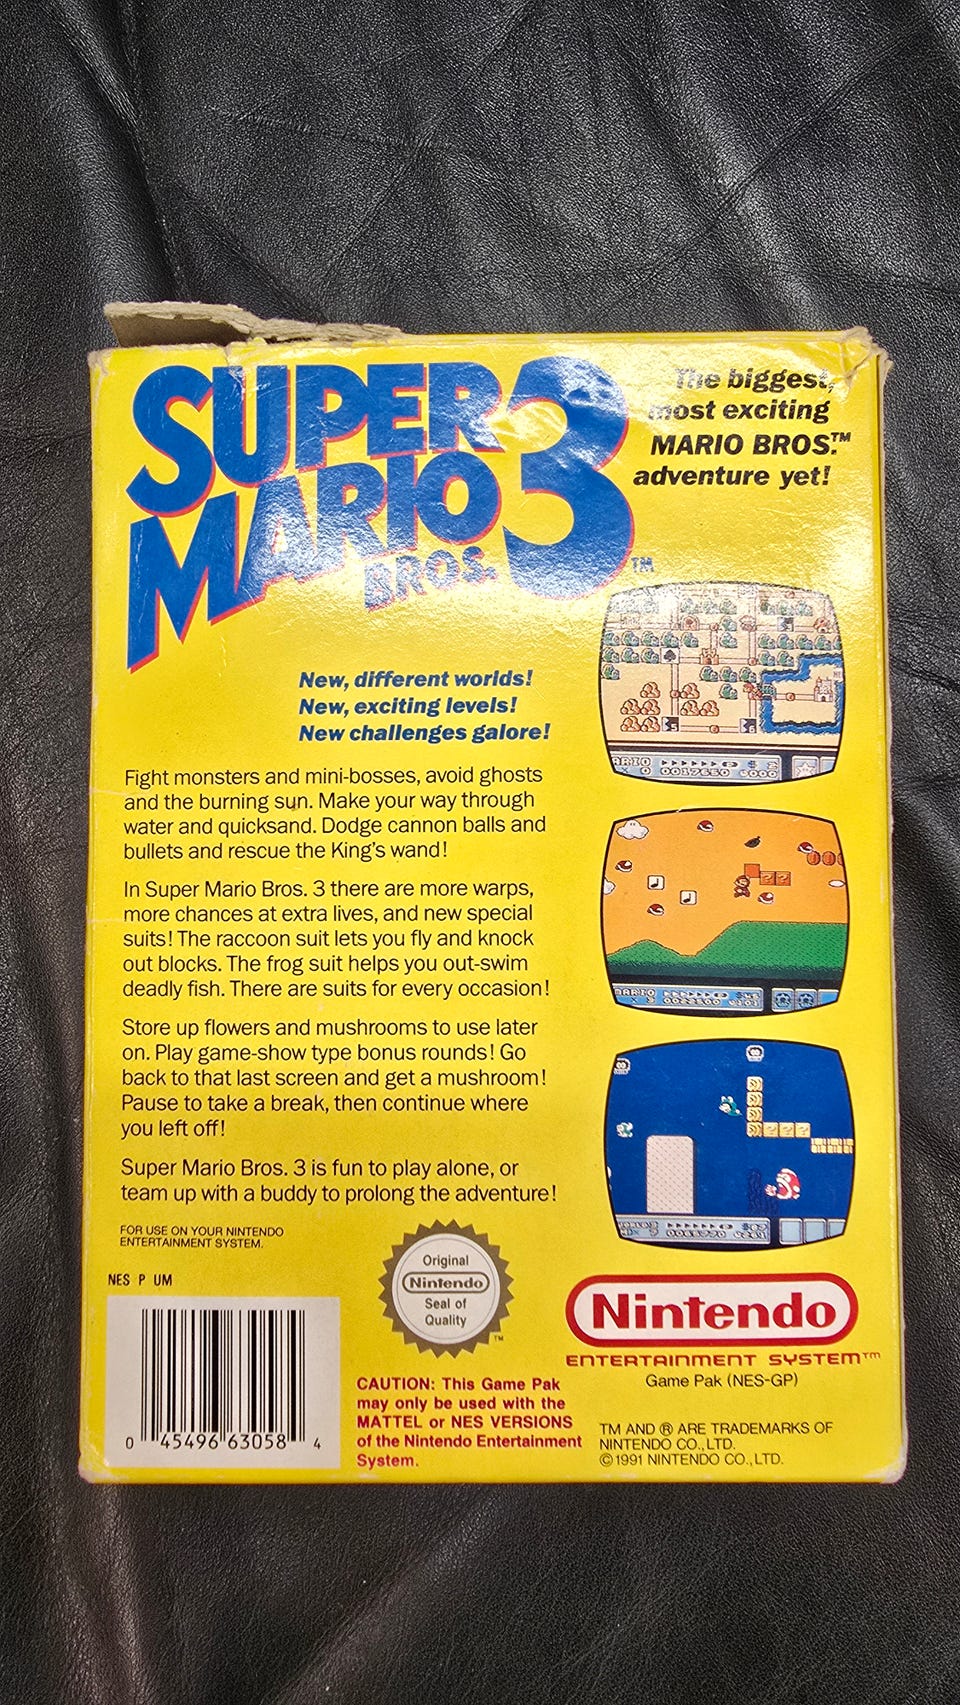 SUPER
MARIO
BROS. 3™
The biggest,
most exciting
MARIO BROS.™
adventure yet!
New, different worlds!
New, exciting levels!
New challenges galore!
Fight monsters and mini-bosses, avoid ghosts
and the burning sun. Make your way through
water and quicksand. Dodge cannon balls and
bullets and rescue the King's wand!
In Super Mario Bros. 3 there are more warps,
more chances at extra lives, and new special
suits! The raccoon suit lets you fly and knock
out blocks. The frog suit helps you out-swim
deadly fish. There are suits for every occasion!
Store up flowers and mushrooms to use later
on. Play game-show type bonus rounds! Go
back to that last screen and get a mushroom!
Pause to take a break, then continue where
you left off!
Super Mario Bros. 3 is fun to play alone, or
team up with a buddy to prolong the adventure!
FOR USE ON YOUR NINTENDO
ENTERTAINMENT SYSTEM.
NES P UM
0 45496 63058 4
Original
Nintendo
Seal of
Quality
™
CAUTION: This Game Pak
may only be used with the
MATTEL or NES VERSIONS
of the Nintendo Entertainment
System.
Nintendo®
ENTERTAINMENT SYSTEM™
Game Pak (NES-GP)
TM AND ® ARE TRADEMARKS OF
NINTENDO CO., LTD.
©1991 NINTENDO CO., LTD.